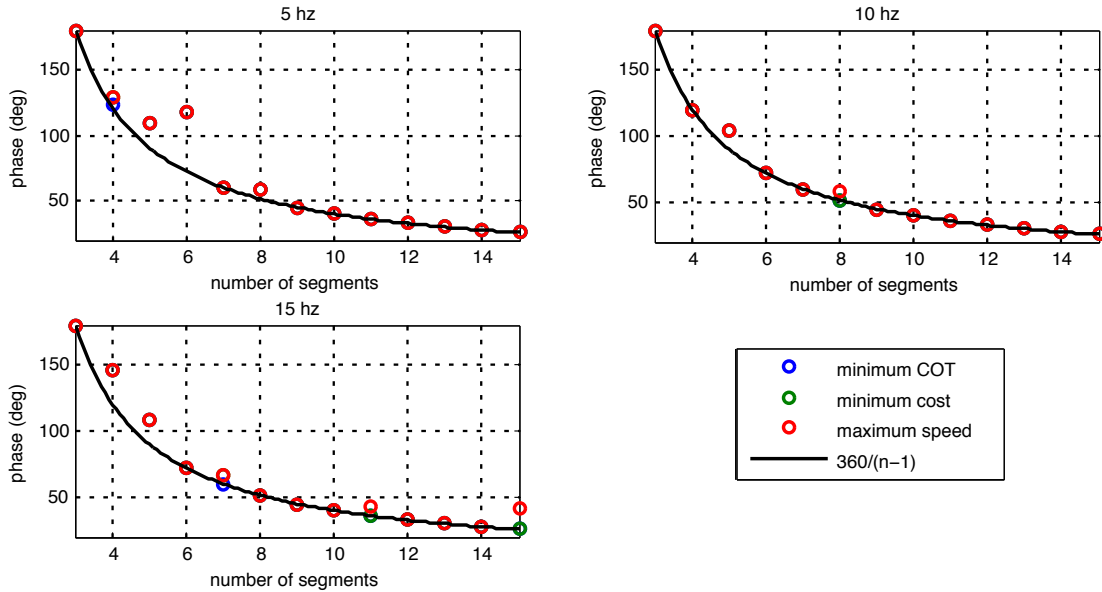 5 hz
150
100
50
phase (deg)
4 6 8 10 12 14
number of segments
10 hz
150
100
50
phase (deg)
4 6 8 10 12 14
number of segments
15 hz
150
100
50
phase (deg)
4 6 8 10 12 14
number of segments
minimum COT
minimum cost
maximum speed
360/(n−1)